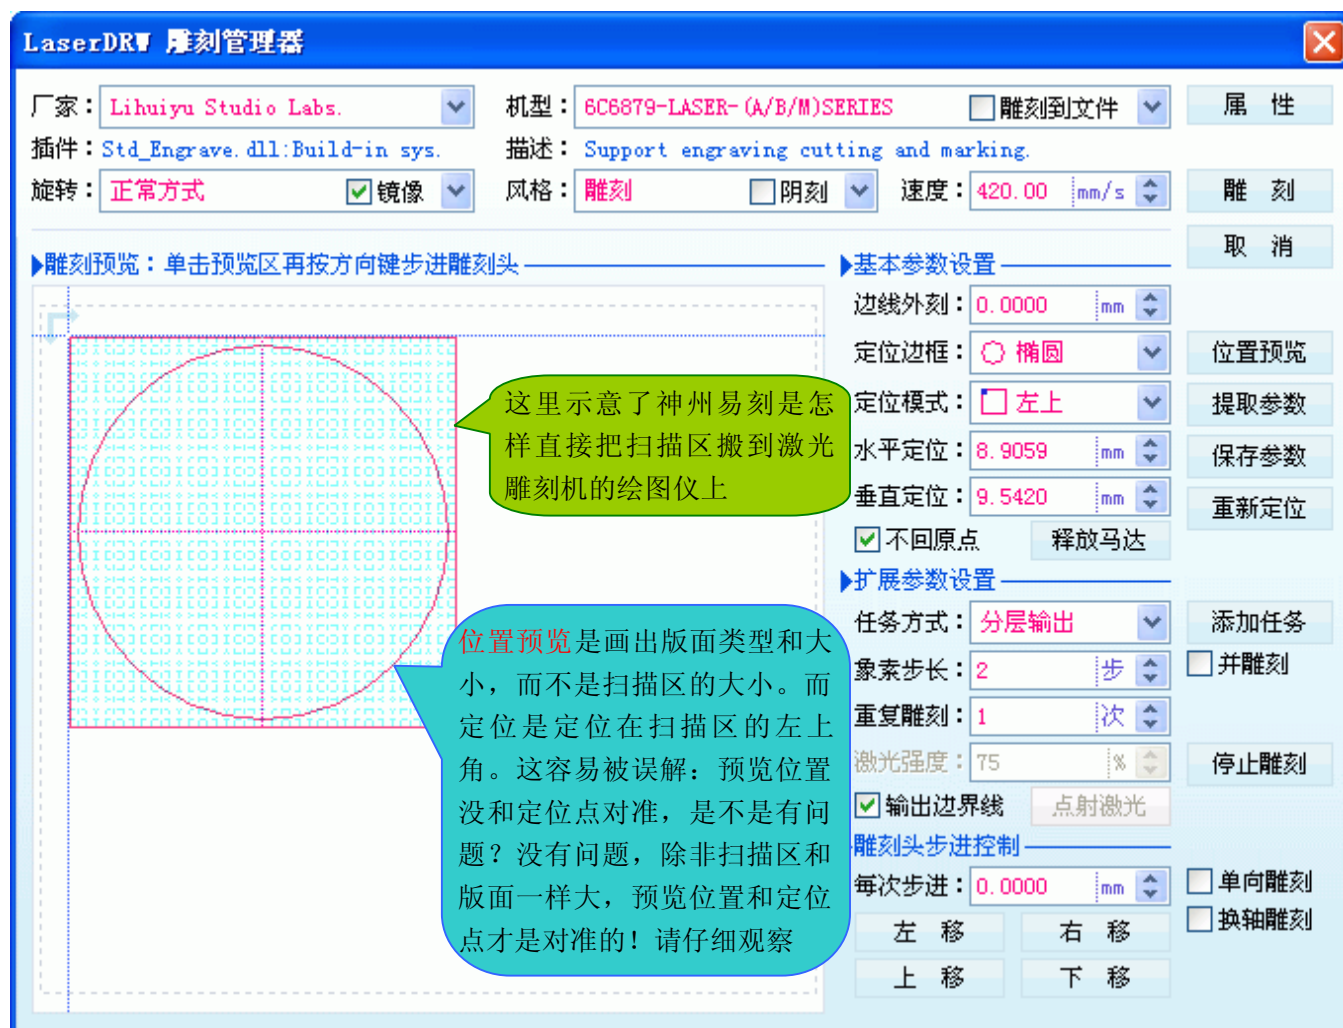 LaserDRW 雕刻管理器
厂家： Lihuiyu Studio Labs. 机型： 6C6879-LASER-(A/B/M)SERIES 雕刻到文件 属 性
插件：Std_Engrave.dll:Build-in sys. 描述： Support engraving cutting and marking.
旋转： 正常方式 镜像 风格： 雕刻 阴刻 速度： 420.00 mm/s 雕 刻
取 消
雕刻预览：单击预览区再按方向键步进雕刻头 基本参数设置
边线外刻： 0.0000 mm
定位边框： 椭圆 位置预览
定位模式： 左上 提取参数
水平定位： 8.9059 mm 保存参数
垂直定位： 9.5420 mm 重新定位
不回原点 释放马达
这里示意了神州易刻是怎
样直接把扫描区搬到激光
雕刻机的绘图仪上
扩展参数设置
任务方式： 分层输出 添加任务
象素步长： 2 步 并雕刻
重复雕刻： 1 次
激光强度： 75 % 停止雕刻
输出边界线 点射激光
位置预览是画出版面类型和大
小，而不是扫描区的大小。而
定位是定位在扫描区的左上
角。这容易被误解：预览位置
没和定位点对准，是不是有问
题？没有问题，除非扫描区和
版面一样大，预览位置和定位
点才是对准的！请仔细观察
雕刻头步进控制
每次步进： 0.0000 mm 单向雕刻
左 移 右 移 换轴雕刻
上 移 下 移